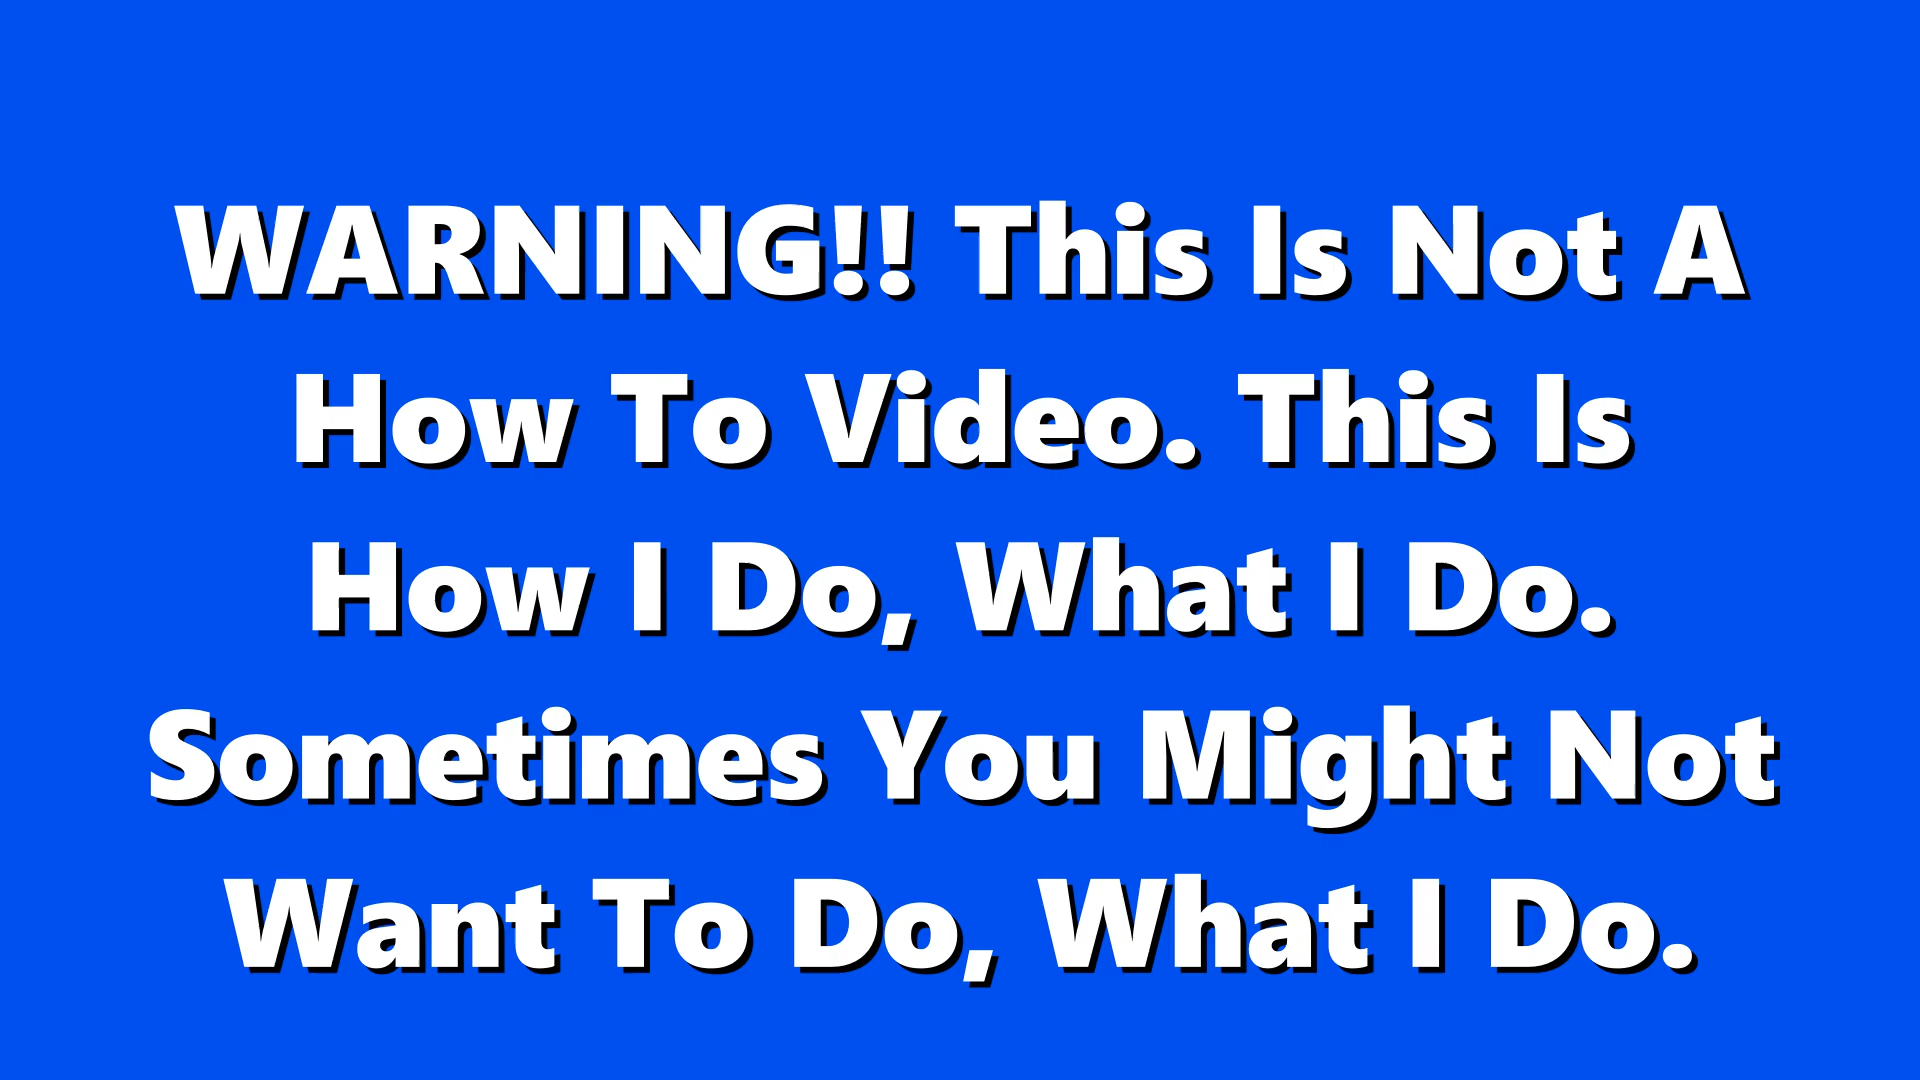 WARNING!! This Is Not A
How To Video. This Is
How I Do, What I Do.
Sometimes You Might Not
Want To Do, What I Do.